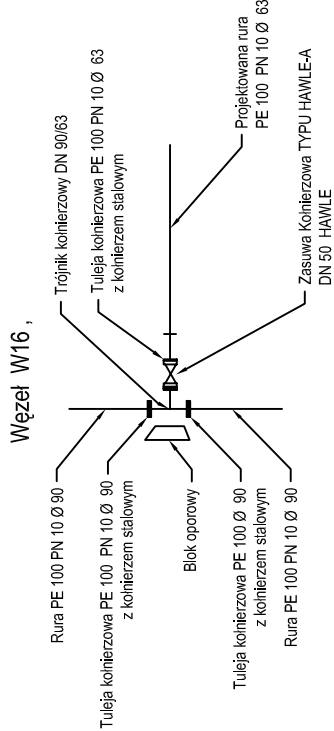 Węzeł W16 ,
Rura PE 100 PN 10 Ø 90
Tuleja kołnierzowa PE 100 PN 10 Ø 90
z kołnierzem stalowym
Blok oporowy
Tuleja kołnierzowa PE 100 Ø 90
z kołnierzem stalowym
Rura PE 100 PN 10 Ø 90
Trójnik kołnierzowy DN 90/63
Tuleja kołnierzowa PE 100 PN 10 Ø 63
z kołnierzem stalowym
Projektowana rura
PE 100 PN 10 Ø 63
Zasuwa Kołnierzowa TYPU HAWLE-A
DN 50 HAWLE